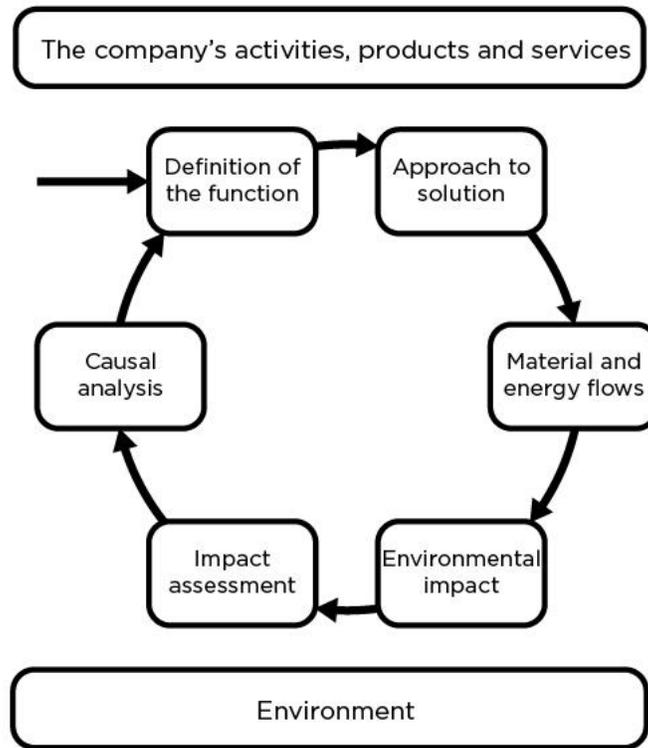 The company's activities, products and services
Definition of
the function
Approach to
solution
Causal
analysis
Material and
energy flows
Impact
assessment
Environmental
impact
Environment